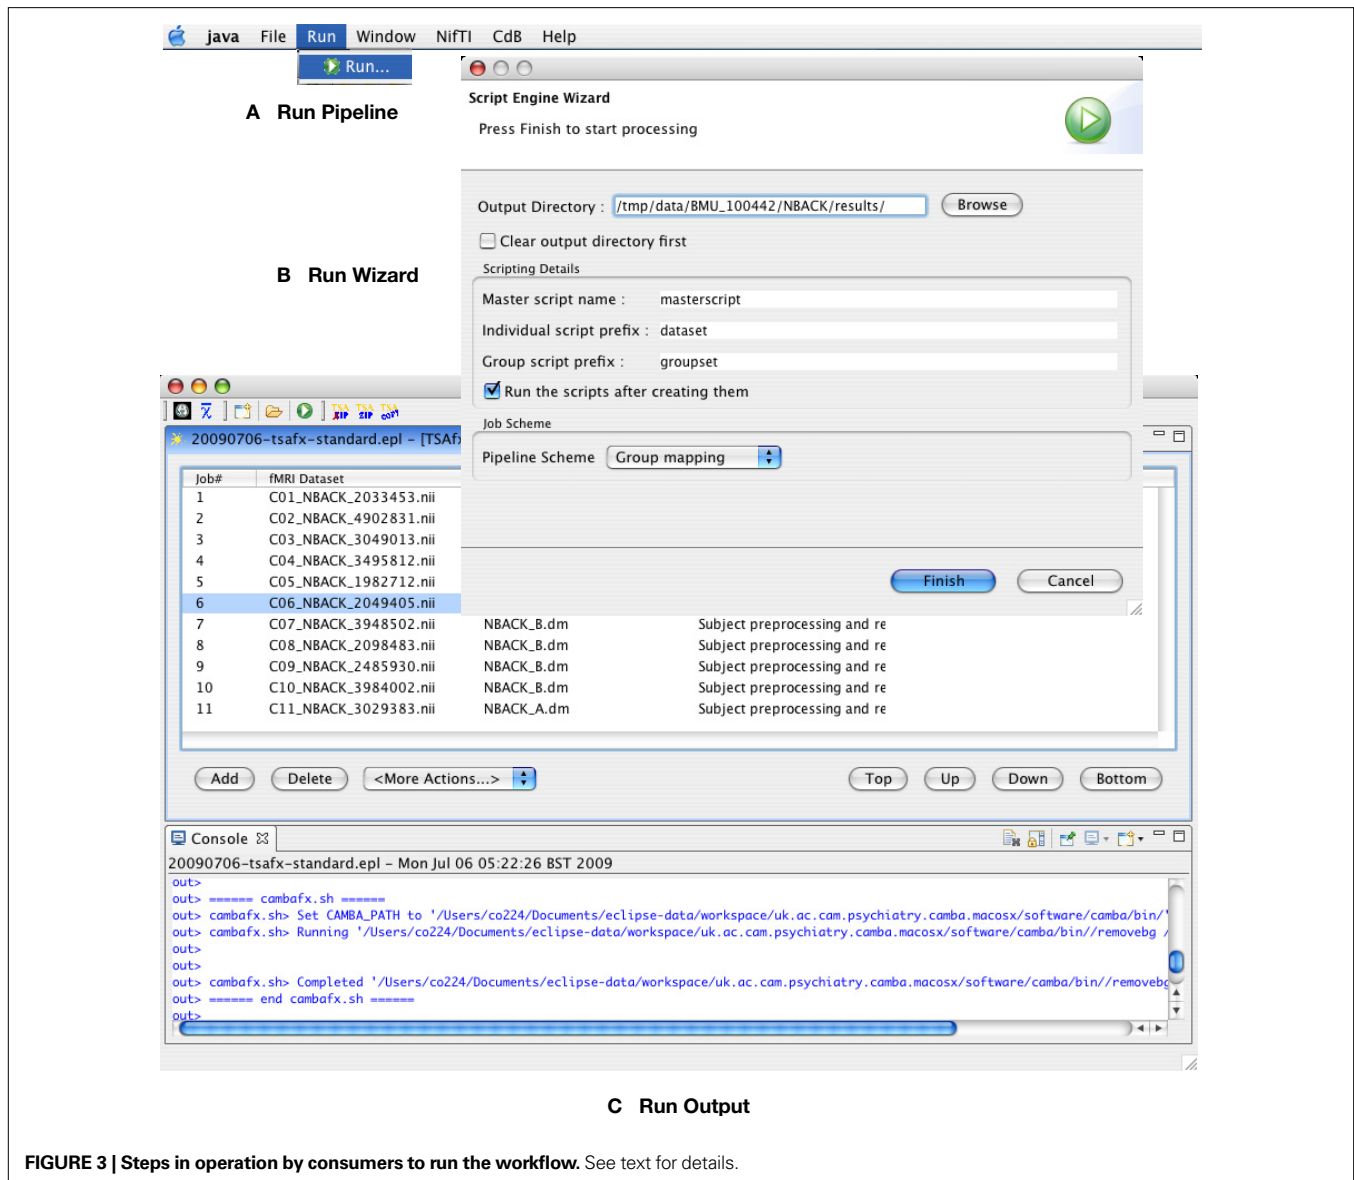 java File Run Window NifTI CdB Help
Run...
A Run Pipeline
Script Engine Wizard
Press Finish to start processing
Output Directory : /tmp/data/BMU_100442/NBACK/results/ Browse
Clear output directory first
B Run Wizard
Scripting Details
Master script name : masterscript
Individual script prefix : dataset
Group script prefix : groupset
Run the scripts after creating them
Job Scheme
Pipeline Scheme Group mapping
Finish Cancel
TSA XIP TSA ZIP TSA COPY
20090706-tsafx-standard.epl - [TSAfx
Job# fMRI Dataset
1 C01_NBACK_2033453.nii
2 C02_NBACK_4902831.nii
3 C03_NBACK_3049013.nii
4 C04_NBACK_3495812.nii
5 C05_NBACK_1982712.nii
6 C06_NBACK_2049405.nii
7 C07_NBACK_3948502.nii NBACK_B.dm Subject preprocessing and re
8 C08_NBACK_2098483.nii NBACK_B.dm Subject preprocessing and re
9 C09_NBACK_2485930.nii NBACK_B.dm Subject preprocessing and re
10 C10_NBACK_3984002.nii NBACK_B.dm Subject preprocessing and re
11 C11_NBACK_3029383.nii NBACK_A.dm Subject preprocessing and re
Add Delete <More Actions...> Top Up Down Bottom
Console
20090706-tsafx-standard.epl - Mon Jul 06 05:22:26 BST 2009
out>
out> ====== cambafx.sh ======
out> cambafx.sh> Set CAMBA_PATH to '/Users/co224/Documents/eclipse-data/workspace/uk.ac.cam.psychiatry.camba.macosx/software/camba/bin/'
out> cambafx.sh> Running '/Users/co224/Documents/eclipse-data/workspace/uk.ac.cam.psychiatry.camba.macosx/software/camba/bin//removebg /
out>
out>
out> cambafx.sh> Completed '/Users/co224/Documents/eclipse-data/workspace/uk.ac.cam.psychiatry.camba.macosx/software/camba/bin//removebg
out> ====== end cambafx.sh ======
out>
C Run Output
FIGURE 3 | Steps in operation by consumers to run the workflow. See text for details.